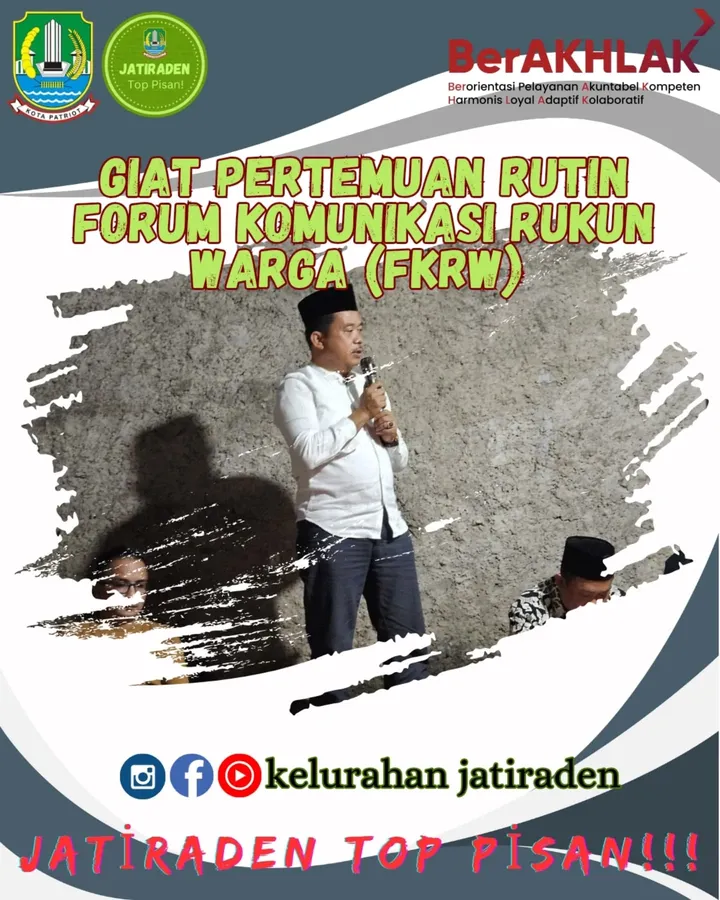 KOTA PATRIOT
JATIRADEN
Top Pisan!
BerAKHLAK
Berorientasi Pelayanan Akuntabel Kompeten
Harmonis Loyal Adaptif Kolaboratif
GIAT PERTEMUAN RUTIN
FORUM KOMUNIKASI RUKUN
WARGA (FKRW)
kelurahan jatiraden
JATİRADEN TOP PİSAN!!!